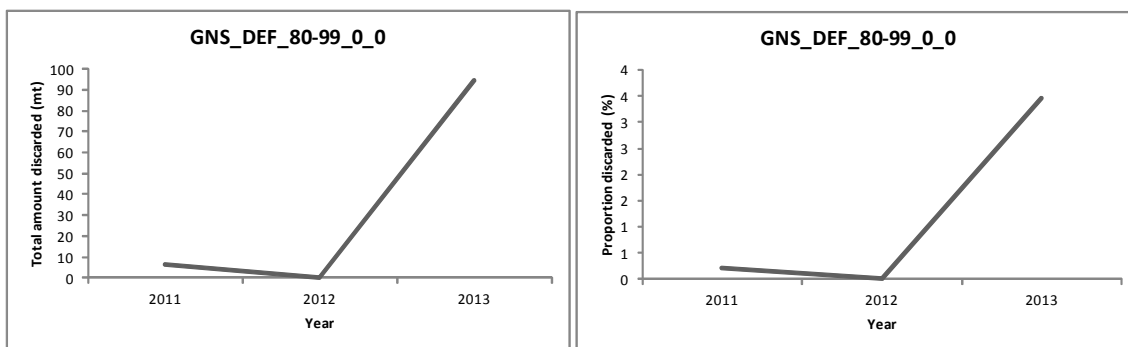 GNS_DEF_80-99_0_0
Total amount discarded (mt)
100
90
80
70
60
50
40
30
20
10
0
2011 2012 2013
Year
GNS_DEF_80-99_0_0
Proportion discarded (%)
4
4
3
3
2
2
1
1
0
2011 2012 2013
Year